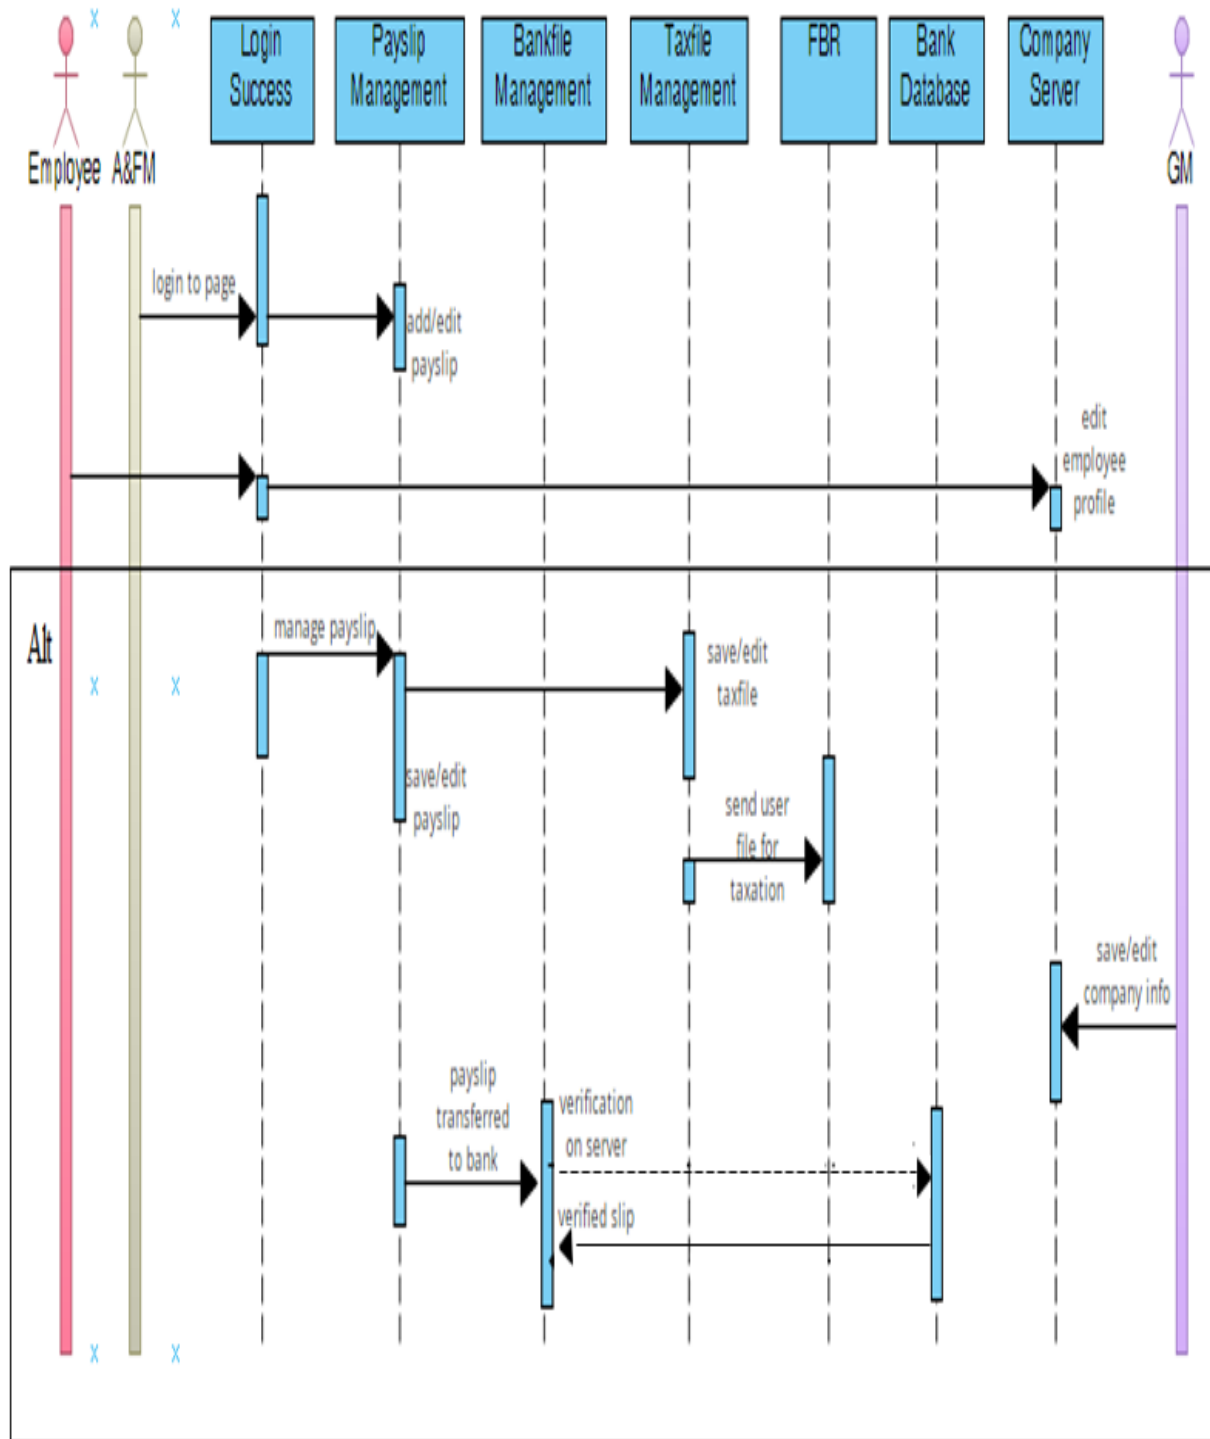 Login
Success
Payslip
Management
Bankfile
Management
Taxfile
Management
FBR
Bank
Database
Company
Server
Employee
A&FM
GM
login to page
add/edit
payslip
edit
employee
profile
Alt
manage payslip
save/edit
taxfile
save/edit
payslip
send user
file for
taxation
save/edit
company info
payslip
transferred
to bank
verification
on server
verified slip